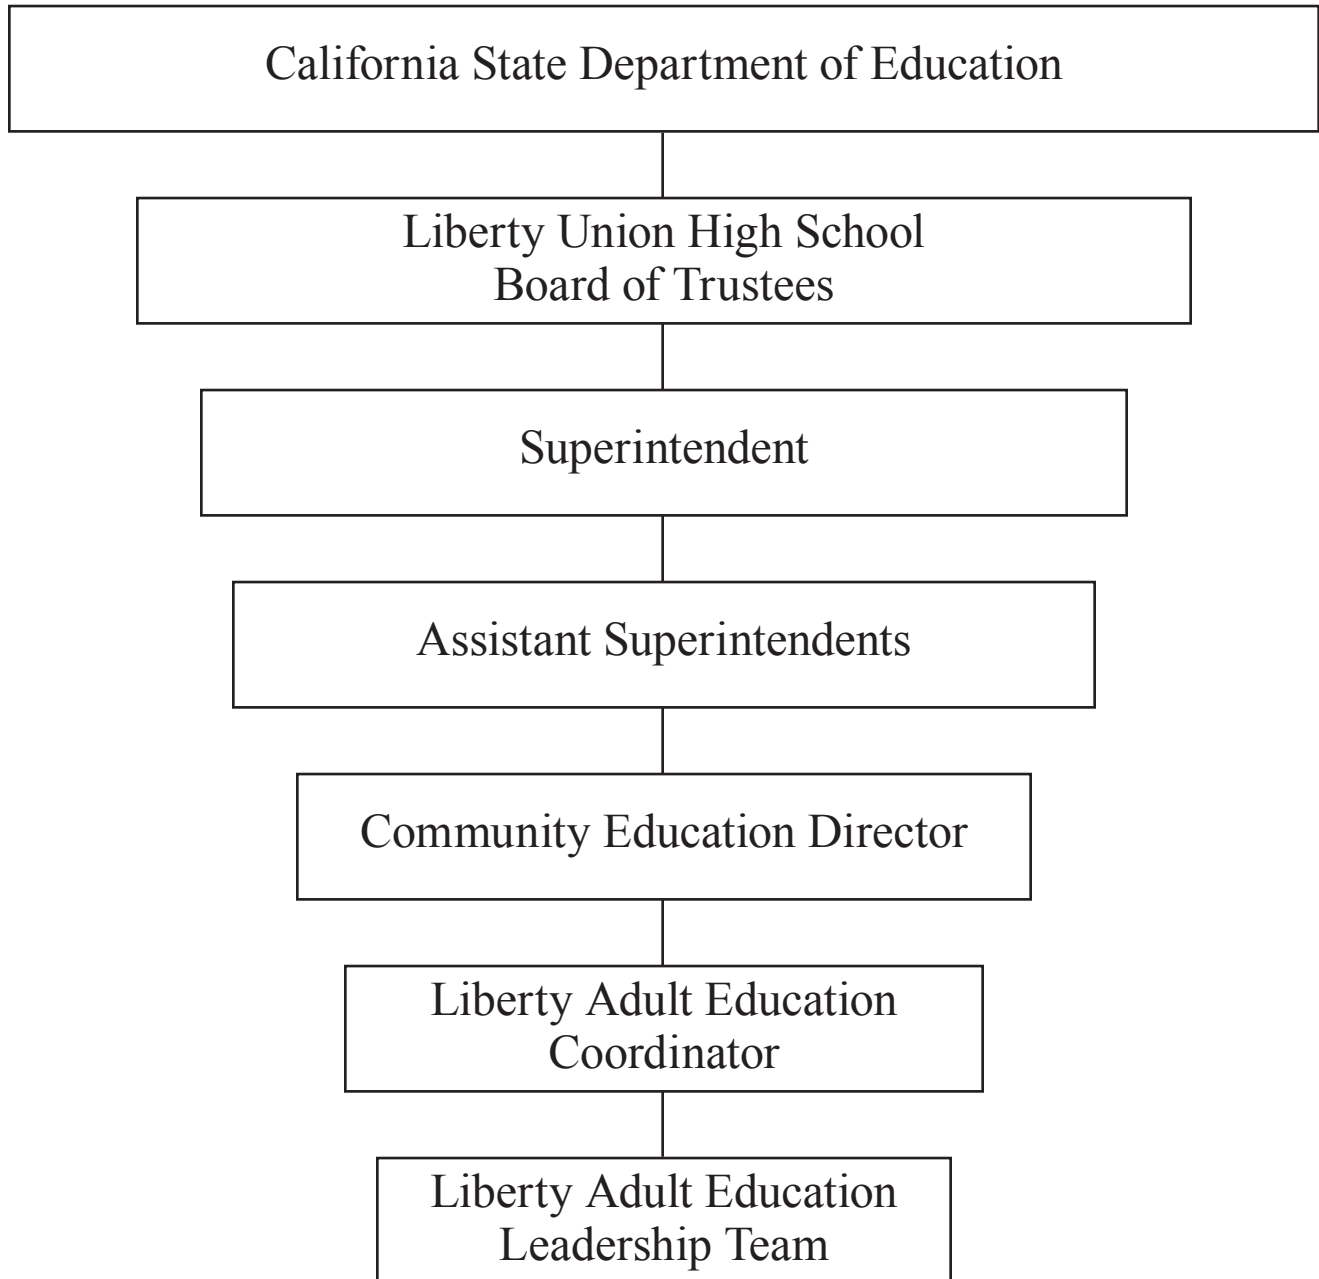 California State Department of Education
Liberty Union High School
Board of Trustees
Superintendent
Assistant Superintendents
Community Education Director
Liberty Adult Education
Coordinator
Liberty Adult Education
Leadership Team